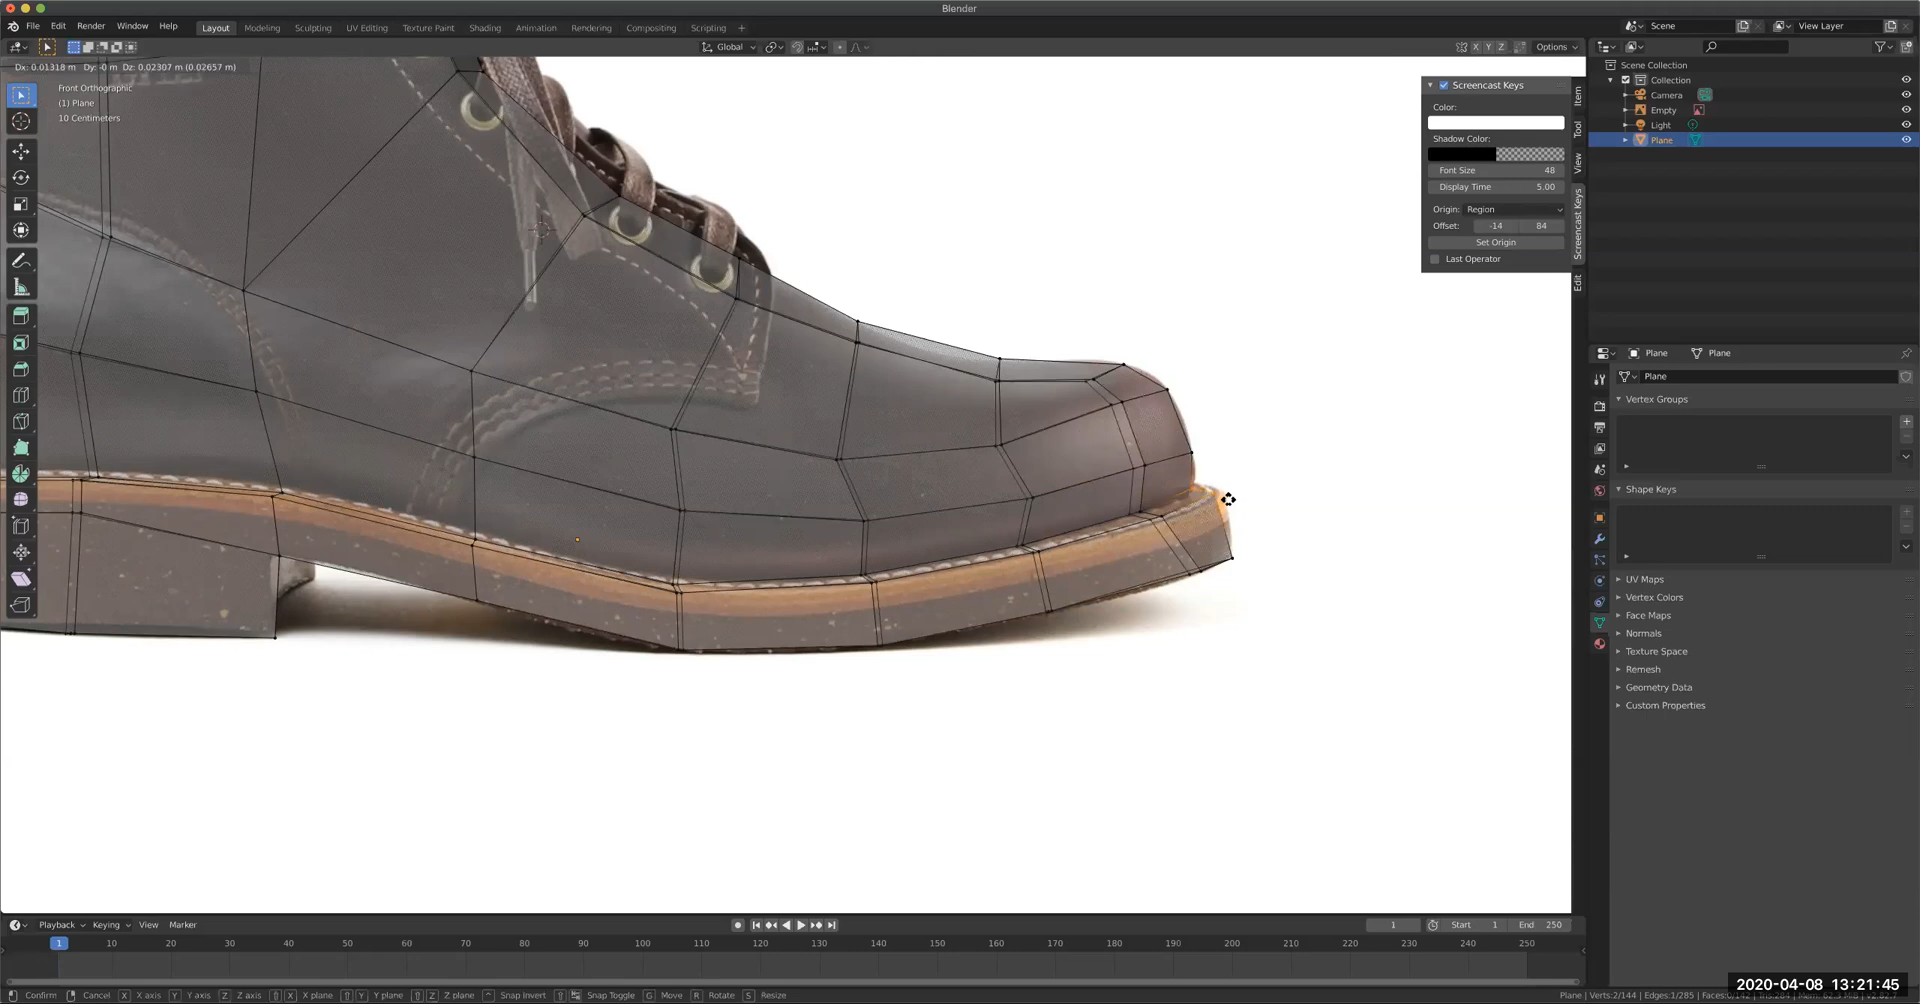 Blender
File Edit Render Window Help
Layout Modeling Sculpting UV Editing Texture Paint Shading Animation Rendering Compositing Scripting +
Scene View Layer
Global X Y Z Options
Dx: 0.01318 m Dy: -0 m Dz: 0.02307 m (0.02657 m)
Front Orthographic
(1) Plane
10 Centimeters
Screencast Keys
Color:
Shadow Color:
Font Size 48
Display Time 5.00
Origin: Region
Offset: -14 84
Set Origin
Last Operator
Item
Tool
View
Screencast Keys
Edit
Scene Collection
Collection
Camera
Empty
Light
Plane
Plane Plane
Plane
Vertex Groups
Shape Keys
UV Maps
Vertex Colors
Face Maps
Normals
Texture Space
Remesh
Geometry Data
Custom Properties
Playback Keying View Marker
1 Start 1 End 250
1 10 20 30 40 50 60 70 80 90 100 110 120 130 140 150 160 170 180 190 200 210 220 230 240 250
2020-04-08 13:21:45
Confirm Cancel X X axis Y Y axis Z Z axis X X plane Y Y plane Z Z plane Snap Invert Snap Toggle G Move R Rotate S Resize
Plane | Verts:2/144 | Edges:1/285 | Faces:0/142